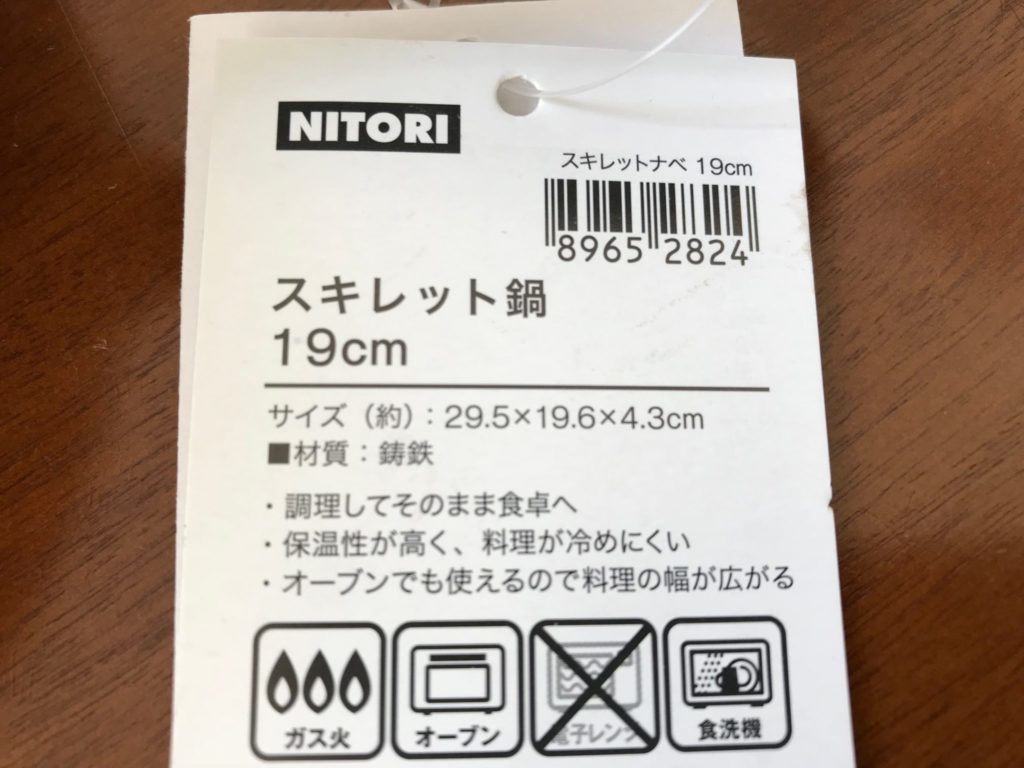 NITORI
スキレットナベ 19cm
8965 2824
スキレット鍋
19cm
サイズ（約）：29.5×19.6×4.3cm
■材質：鋳鉄
・調理してそのまま食卓へ
・保温性が高く、料理が冷めにくい
・オーブンでも使えるので料理の幅が広がる
ガス火
オーブン
電子レンジ
食洗機